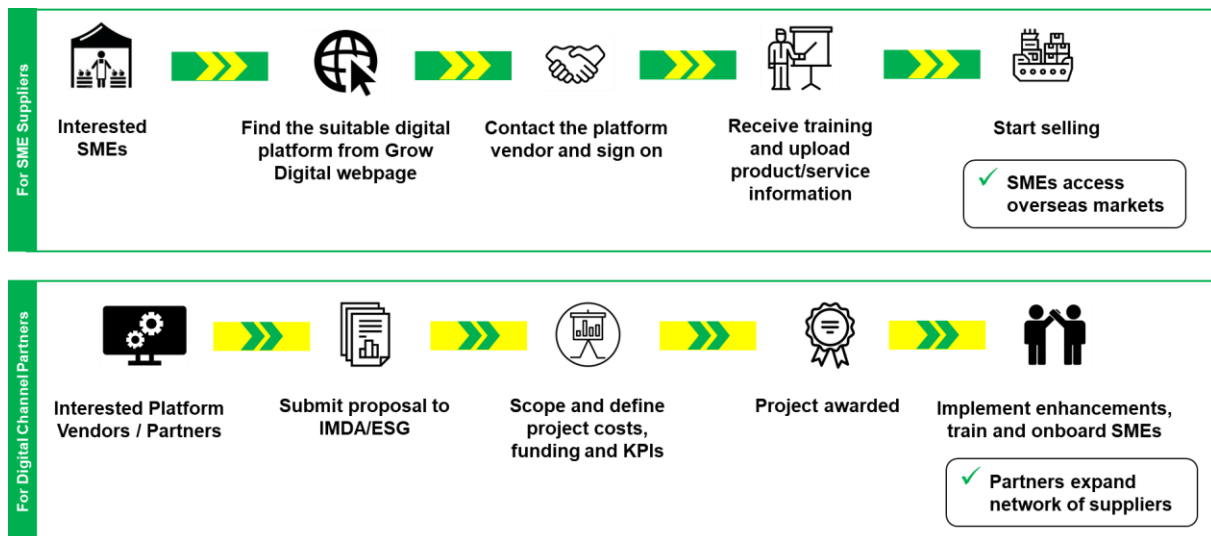 For SME Suppliers
Interested
SMEs
Find the suitable digital
platform from Grow
Digital webpage
Contact the platform
vendor and sign on
Receive training
and upload
product/service
information
Start selling
✓ SMEs access
overseas markets
For Digital Channel Partners
Interested Platform
Vendors / Partners
Submit proposal to
IMDA/ESG
Scope and define
project costs,
funding and KPIs
Project awarded
Implement enhancements,
train and onboard SMEs
✓ Partners expand
network of suppliers